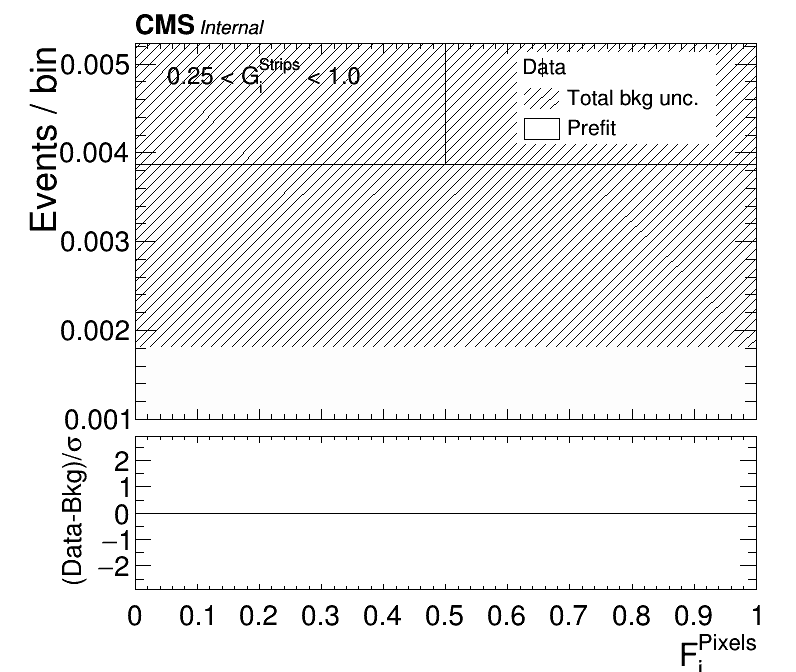 CMS Internal
Events / bin
0.005
0.004
0.003
0.002
0.001
0.25 < G_i^Strips < 1.0
Data
Total bkg unc.
Prefit
(Data-Bkg)/σ
2
1
0
−1
−2
0 0.1 0.2 0.3 0.4 0.5 0.6 0.7 0.8 0.9 1
F_i^Pixels